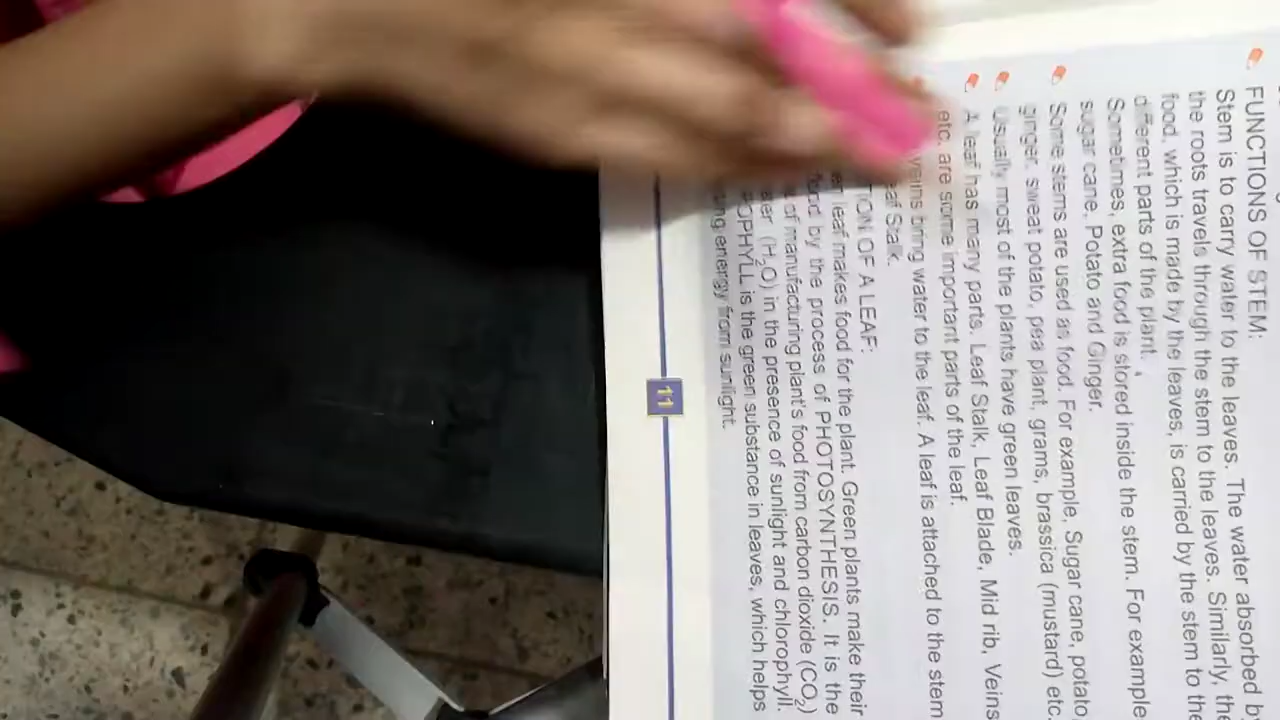 FUNCTIONS OF STEM:
Stem is to carry water to the leaves. The water absorbed by
the roots travels through the stem to the leaves. Similarly, the
food, which is made by the leaves, is carried by the stem to the
different parts of the plant.
Sometimes, extra food is stored inside the stem. For example
sugar cane, Potato and Ginger.
Some stems are used as food. For example, Sugar cane, potato
ginger, sweat potato, pea plant, grams, brassica (mustard) etc.
Usually most of the plants have green leaves.
A leaf has many parts. Leaf Stalk, Leaf Blade, Mid rib, Veins
etc. are some important parts of the leaf.
veins bring water to the leaf. A leaf is attached to the stem
Stalk.
OF A LEAF:
leaf makes food for the plant. Green plants make their
by the process of PHOTOSYNTHESIS. It is the
of manufacturing plant's food from carbon dioxide (CO2)
(H2O) in the presence of sunlight and chlorophyll.
is the green substance in leaves, which helps
energy from sunlight.
11